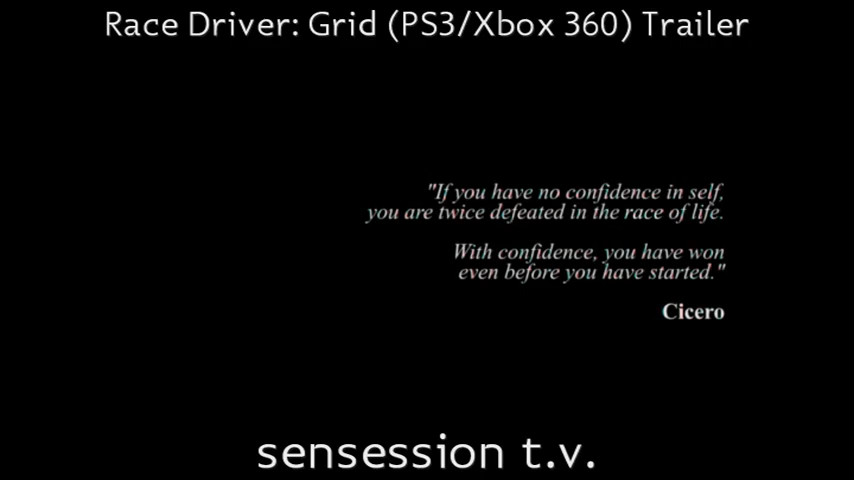 Race Driver: Grid (PS3/Xbox 360) Trailer
"If you have no confidence in self,
you are twice defeated in the race of life.
With confidence, you have won
even before you have started."
Cicero
sensession t.v.